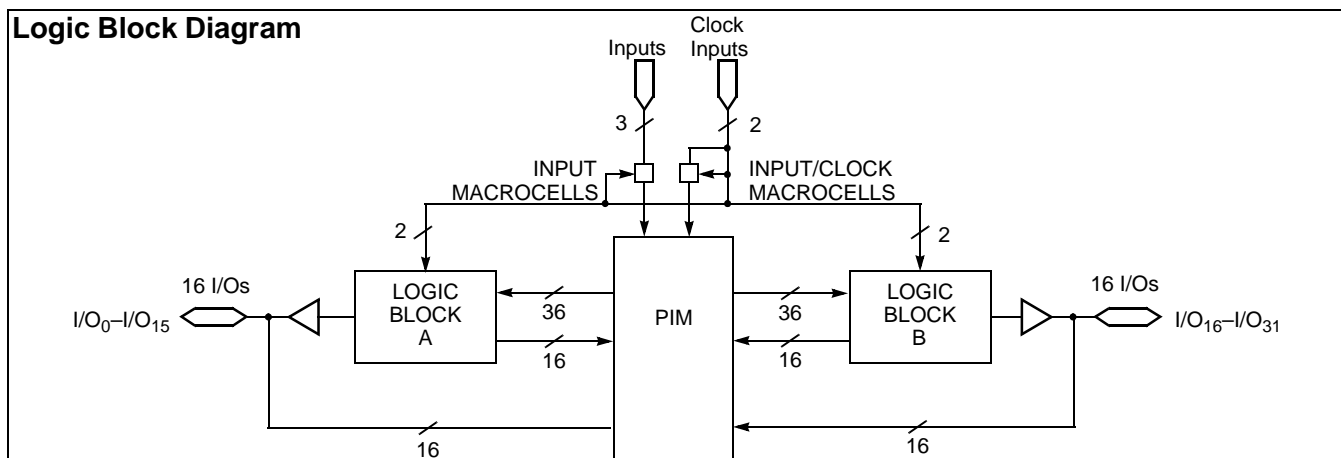 Logic Block Diagram
Inputs
Clock
Inputs
3
2
INPUT
MACROCELLS
INPUT/CLOCK
MACROCELLS
2
2
16 I/Os
I/O0–I/O15
LOGIC
BLOCK
A
36
16
PIM
36
16
LOGIC
BLOCK
B
16 I/Os
I/O16–I/O31
16
16